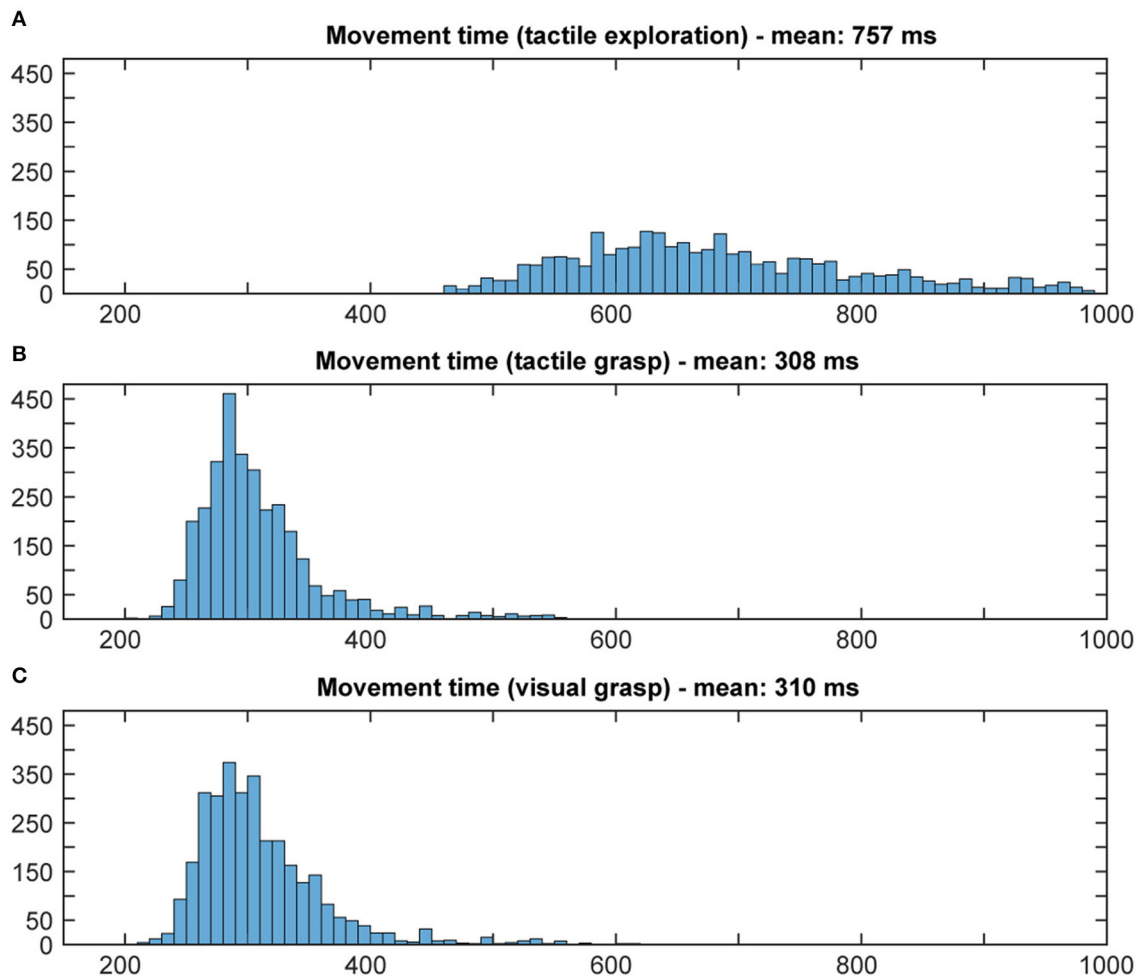 A
Movement time (tactile exploration) - mean: 757 ms
450
350
250
150
50
0
200 400 600 800 1000
B
Movement time (tactile grasp) - mean: 308 ms
450
350
250
150
50
0
200 400 600 800 1000
C
Movement time (visual grasp) - mean: 310 ms
450
350
250
150
50
0
200 400 600 800 1000